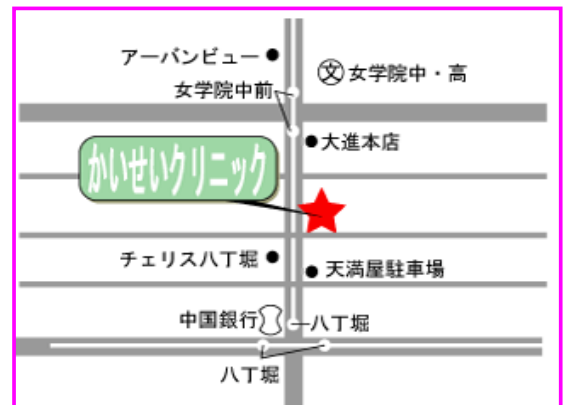 アーバンビュー
文 女学院中・高
女学院中前
大進本店
かいせいクリニック
チェリス八丁堀
天満屋駐車場
中国銀行
八丁堀
八丁堀